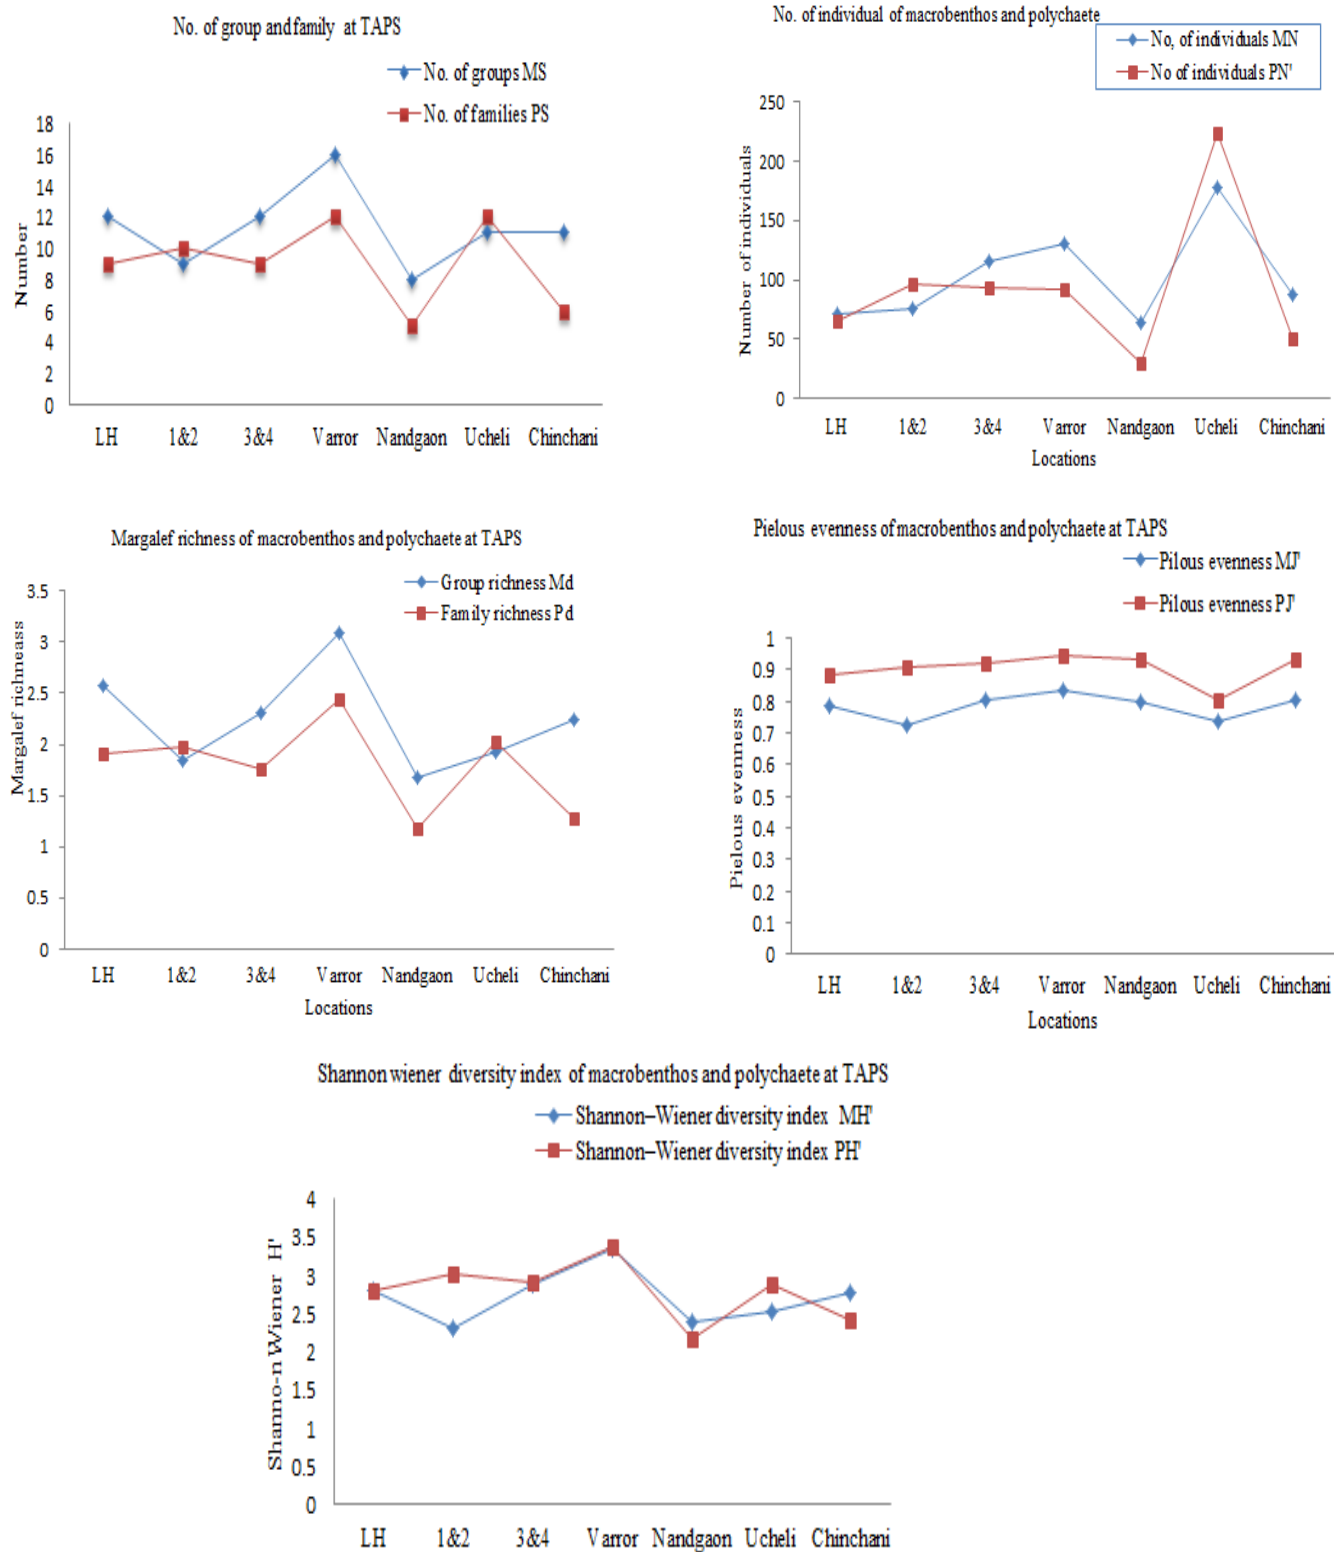 No. of group and family at TAPS
No. of groups MS
No. of families PS
Number
18
16
14
12
10
8
6
4
2
0
LH 1&2 3&4 Varror Nandgaon Ucheli Chinchani
No. of individual of macrobenthos and polychaete
No, of individuals MN
No of individuals PN'
Number of individuals
250
200
150
100
50
0
LH 1&2 3&4 Varror Nandgaon Ucheli Chinchani
Locations
Margalef richness of macrobenthos and polychaete at TAPS
Group richness Md
Family richness Pd
Margalef richneass
3.5
3
2.5
2
1.5
1
0.5
0
LH 1&2 3&4 Varror Nandgaon Ucheli Chinchani
Locations
Pielous evenness of macrobenthos and polychaete at TAPS
Pilous evenness MJ'
Pilous evenness PJ'
Pielous evenness
1
0.9
0.8
0.7
0.6
0.5
0.4
0.3
0.2
0.1
0
LH 1&2 3&4 Varror Nandgaon Ucheli Chinchani
Locations
Shannon wiener diversity index of macrobenthos and polychaete at TAPS
Shannon–Wiener diversity index MH'
Shannon–Wiener diversity index PH'
Shanno-n Wiener H'
4
3.5
3
2.5
2
1.5
1
0.5
0
LH 1&2 3&4 Varror Nandgaon Ucheli Chinchani